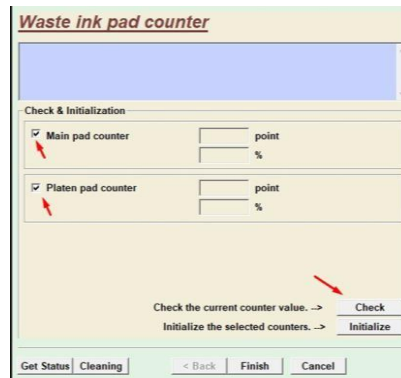 Waste ink pad counter
Check & Initialization
Main pad counter point
%
Platen pad counter point
%
Check the current counter value. --> Check
Initialize the selected counters. --> Initialize
Get Status Cleaning < Back Finish Cancel